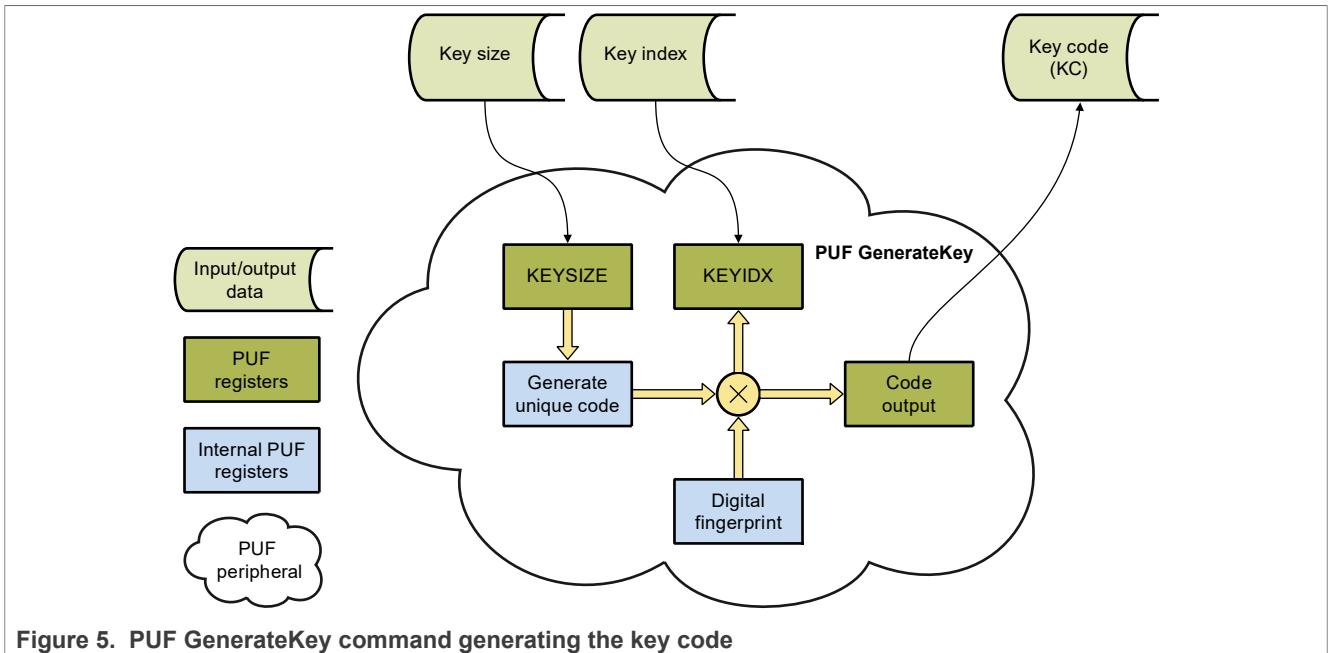 Key size
Key index
Key code
(KC)
Input/output
data
KEYSIZE
KEYIDX
PUF GenerateKey
PUF
registers
Generate
unique code
Code
output
Internal PUF
registers
Digital
fingerprint
PUF
peripheral
Figure 5. PUF GenerateKey command generating the key code